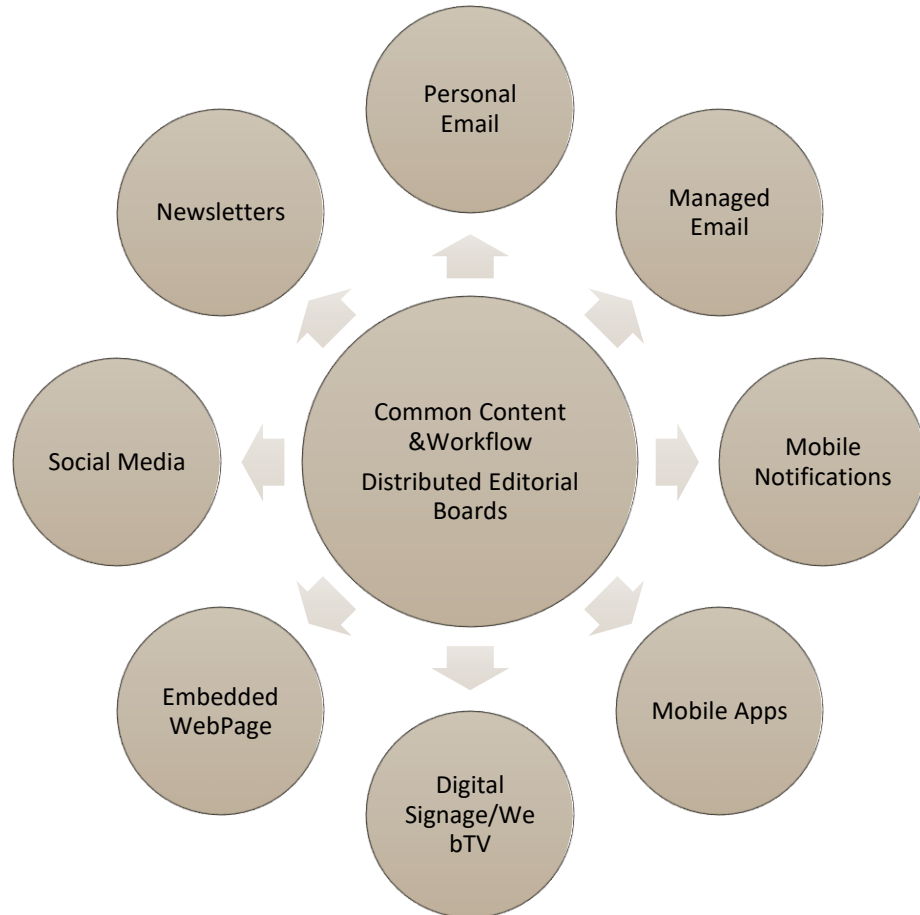 Personal
Email
Newsletters
Managed
Email
Common Content
&Workflow
Distributed Editorial
Boards
Social Media
Mobile
Notifications
Embedded
WebPage
Mobile Apps
Digital
Signage/We
bTV